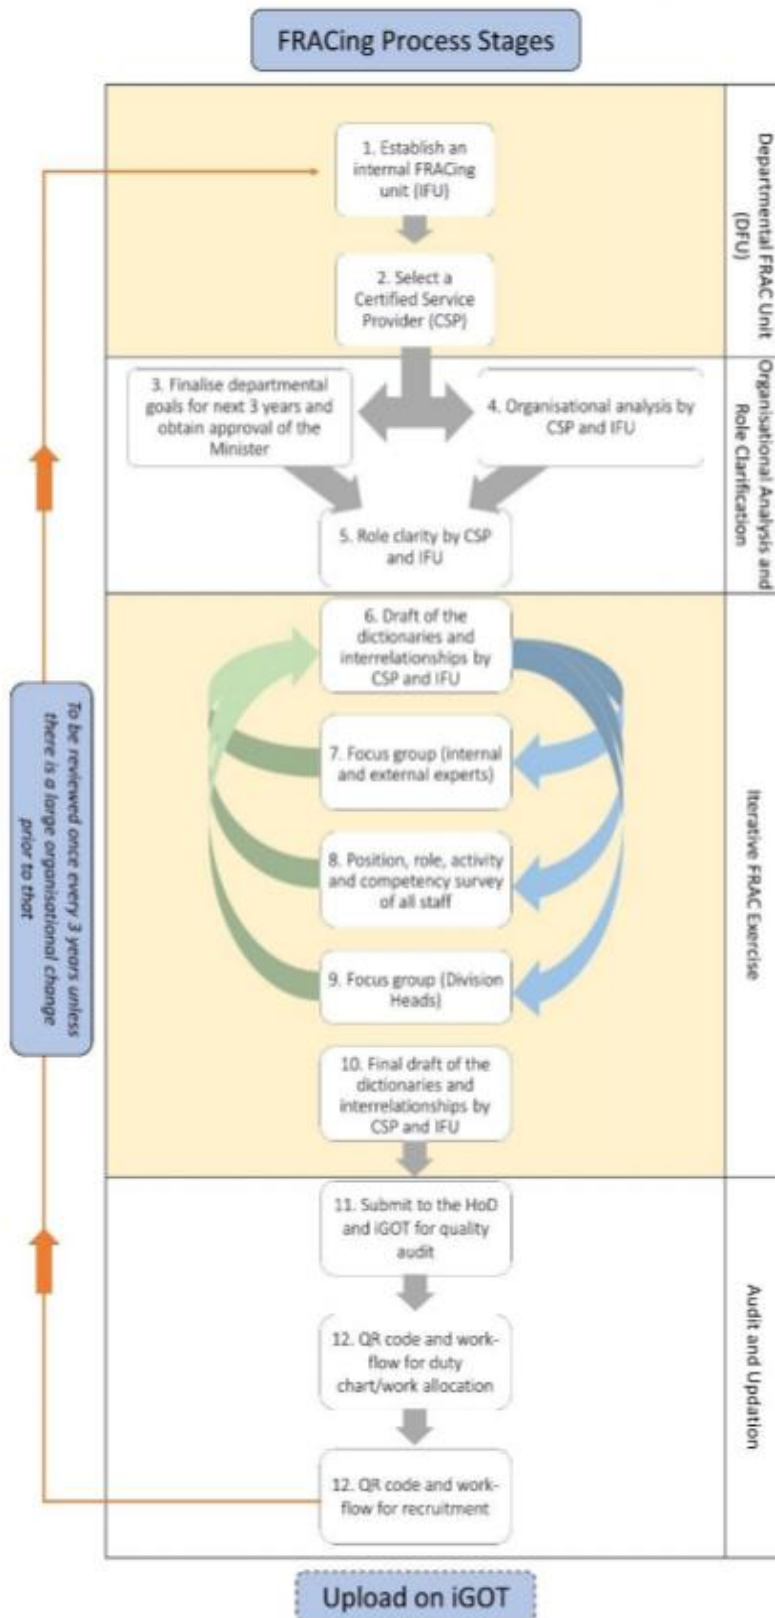 FRACing Process Stages
1. Establish an
internal FRACing
unit (IFU)
2. Select a
Certified Service
Provider (CSP)
Departmental FRAC Unit
(DFU)
3. Finalise departmental
goals for next 3 years and
obtain approval of the
Minister
4. Organisational analysis by
CSP and IFU
5. Role clarity by CSP
and IFU
Organisational Analysis and
Role Clarification
6. Draft of the
dictionaries and
interrelationships by
CSP and IFU
7. Focus group (internal
and external experts)
8. Position, role, activity
and competency survey
of all staff
9. Focus group (Division
Heads)
10. Final draft of the
dictionaries and
interrelationships by
CSP and IFU
Iterative FRAC Exercise
To be reviewed once every 3 years unless
there is a large organisational change
prior to that
11. Submit to the HoD
and iGOT for quality
audit
12. QR code and work-
flow for duty
chart/work allocation
12. QR code and work-
flow for recruitment
Audit and Updation
Upload on iGOT